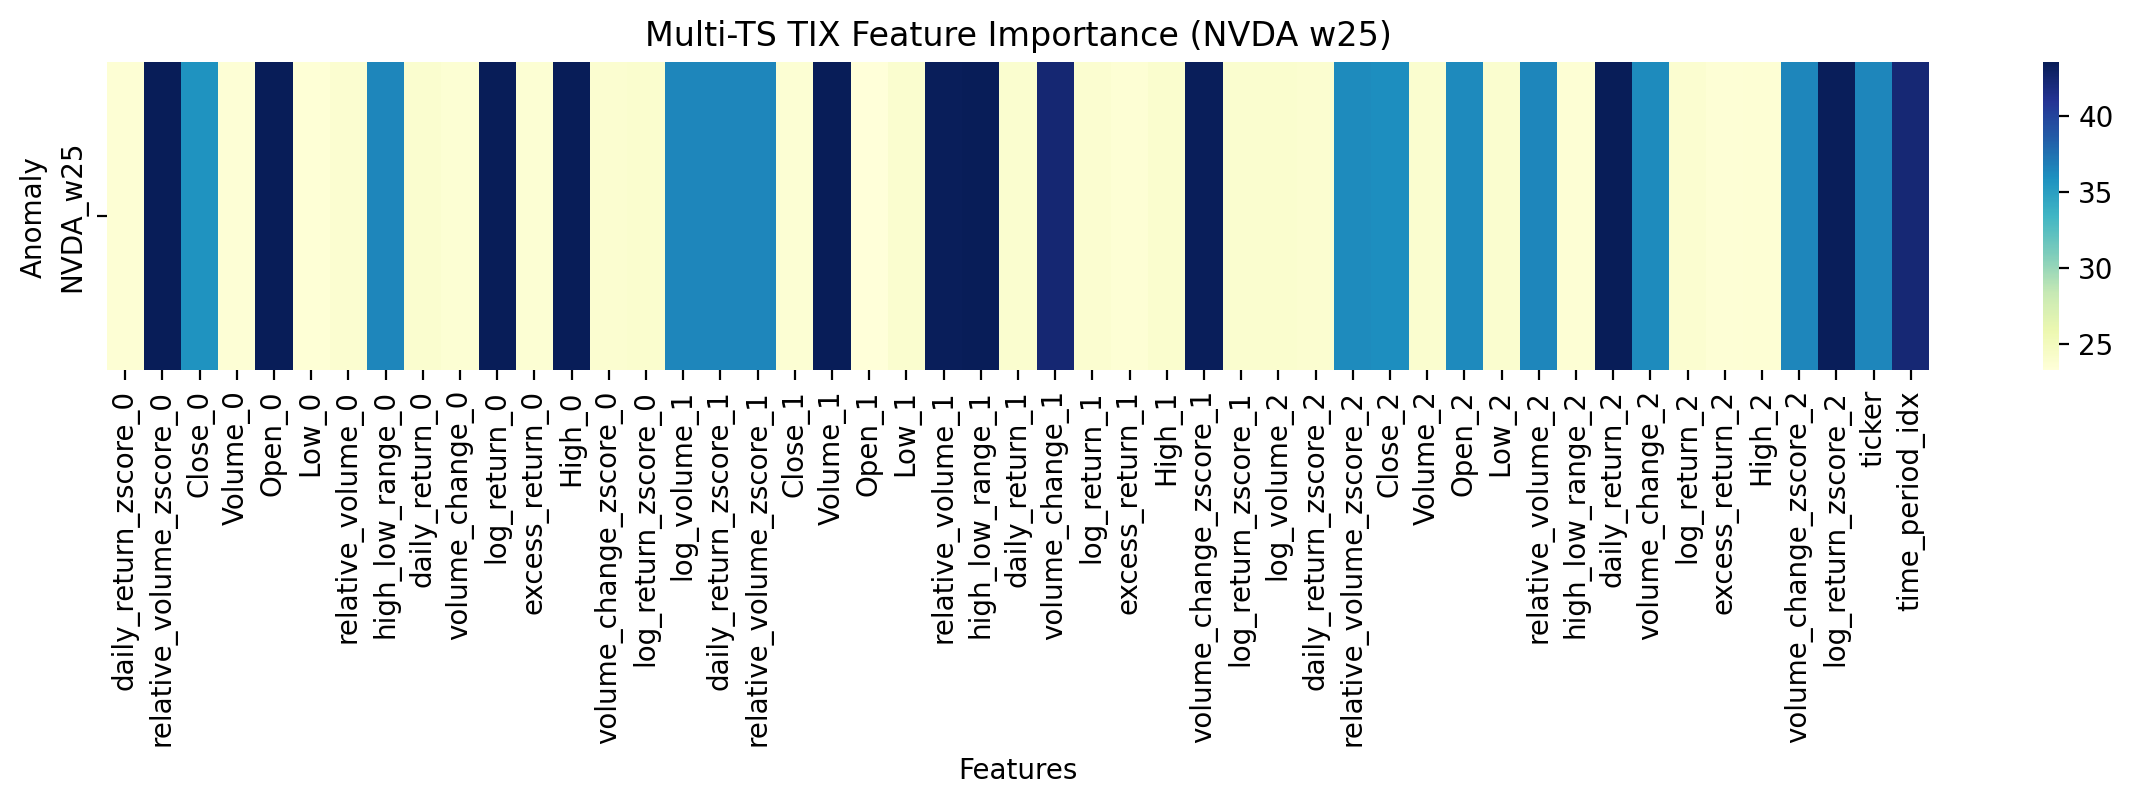 Multi-TS TIX Feature Importance (NVDA w25)
Anomaly
NVDA_w25
40
35
30
25
daily_return_zscore_0
relative_volume_zscore_0
Close_0
Volume_0
Open_0
Low_0
relative_volume_0
high_low_range_0
daily_return_0
volume_change_0
log_return_0
excess_return_0
High_0
volume_change_zscore_0
log_return_zscore_0
log_volume_1
daily_return_zscore_1
relative_volume_zscore_1
Close_1
Volume_1
Open_1
Low_1
relative_volume_1
high_low_range_1
daily_return_1
volume_change_1
log_return_1
excess_return_1
High_1
volume_change_zscore_1
log_return_zscore_1
log_volume_2
daily_return_zscore_2
relative_volume_zscore_2
Close_2
Volume_2
Open_2
Low_2
relative_volume_2
high_low_range_2
daily_return_2
volume_change_2
log_return_2
excess_return_2
High_2
volume_change_zscore_2
log_return_zscore_2
ticker
time_period_idx
Features